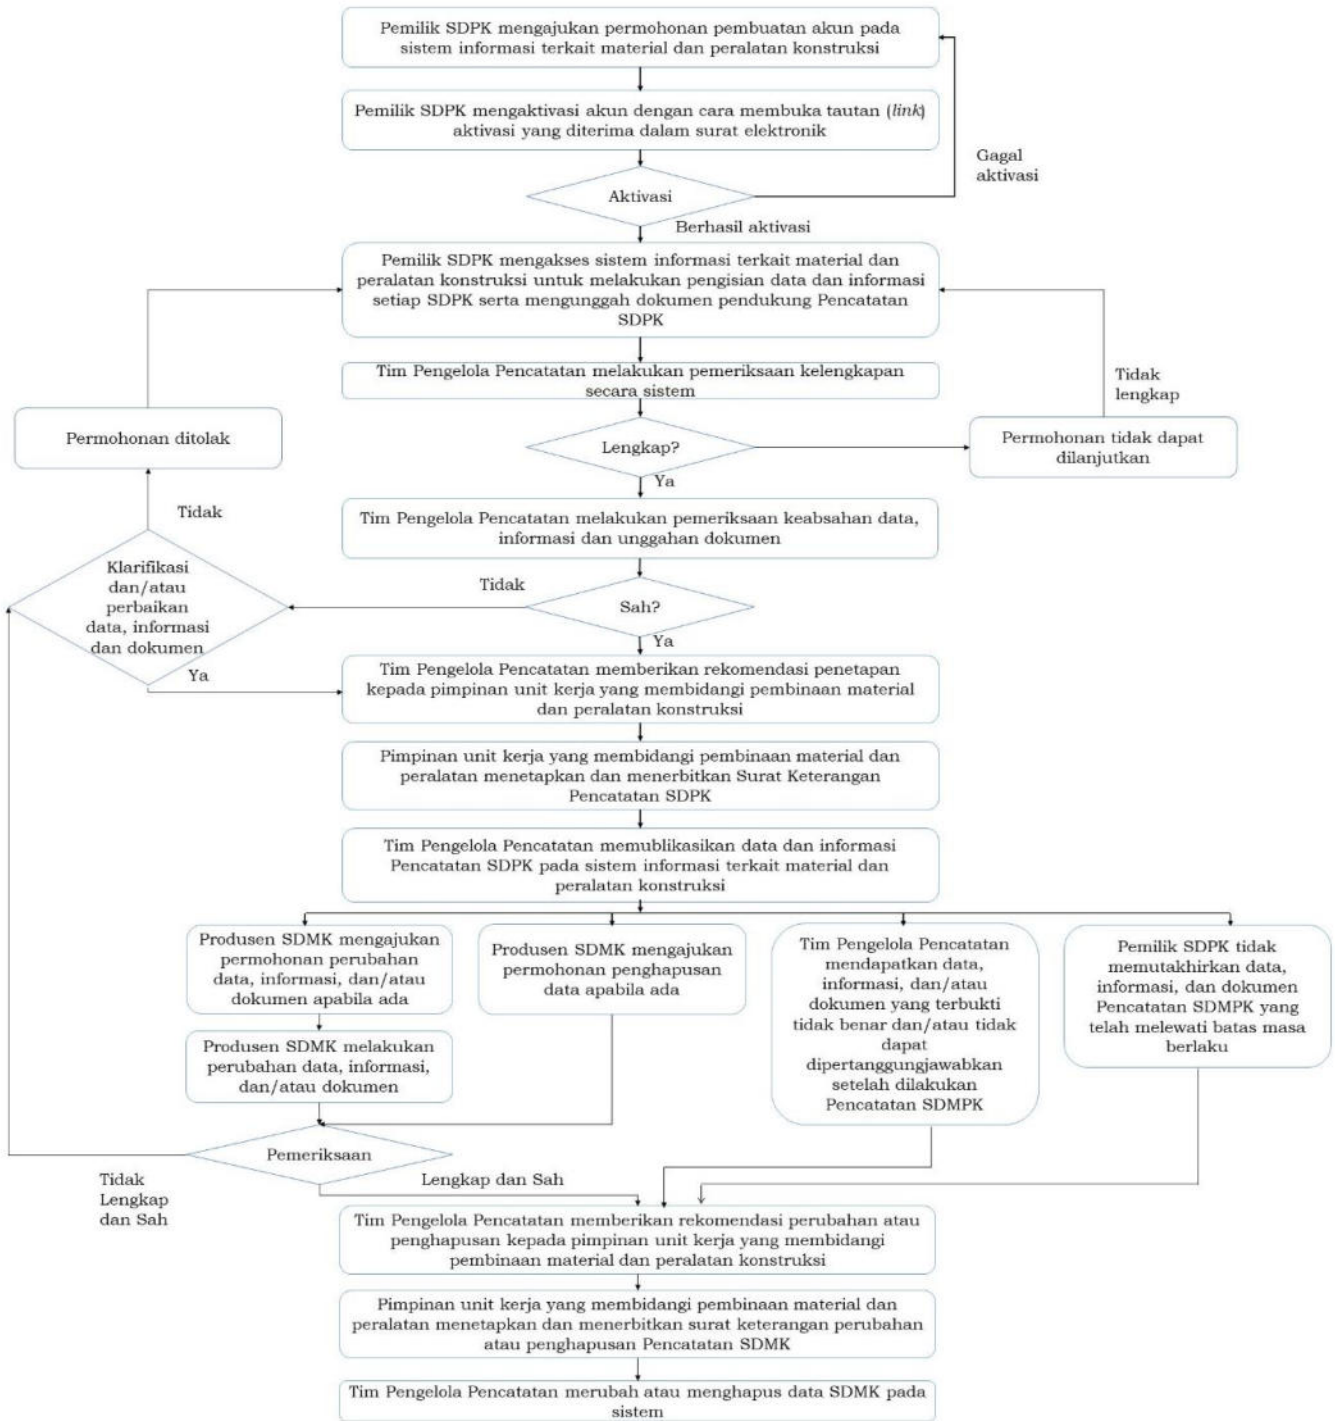 Pemilik SDPK mengajukan permohonan pembuatan akun pada
sistem informasi terkait material dan peralatan konstruksi
Pemilik SDPK mengaktivasi akun dengan cara membuka tautan (link)
aktivasi yang diterima dalam surat elektronik
Gagal
aktivasi
Aktivasi
Berhasil aktivasi
Pemilik SDPK mengakses sistem informasi terkait material dan
peralatan konstruksi untuk melakukan pengisian data dan informasi
setiap SDPK serta mengunggah dokumen pendukung Pencatatan
SDPK
Tim Pengelola Pencatatan melakukan pemeriksaan kelengkapan
secara sistem
Tidak
lengkap
Permohonan ditolak
Lengkap?
Permohonan tidak dapat
dilanjutkan
Ya
Tidak
Tim Pengelola Pencatatan melakukan pemeriksaan keabsahan data,
informasi dan unggahan dokumen
Klarifikasi
dan/atau
perbaikan
data, informasi
dan dokumen
Tidak
Sah?
Ya
Ya
Tim Pengelola Pencatatan memberikan rekomendasi penetapan
kepada pimpinan unit kerja yang membidangi pembinaan material
dan peralatan konstruksi
Pimpinan unit kerja yang membidangi pembinaan material dan
peralatan menetapkan dan menerbitkan Surat Keterangan
Pencatatan SDPK
Tim Pengelola Pencatatan memublikasikan data dan informasi
Pencatatan SDPK pada sistem informasi terkait material dan
peralatan konstruksi
Produsen SDMK mengajukan
permohonan perubahan
data, informasi, dan/atau
dokumen apabila ada
Produsen SDMK mengajukan
permohonan penghapusan
data apabila ada
Tim Pengelola Pencatatan
mendapatkan data,
informasi, dan/atau
dokumen yang terbukti
tidak benar dan/atau tidak
dapat
dipertanggungjawabkan
setelah dilakukan
Pencatatan SDMPK
Pemilik SDPK tidak
memutakhirkan data,
informasi, dan dokumen
Pencatatan SDMPK yang
telah melewati batas masa
berlaku
Produsen SDMK melakukan
perubahan data, informasi,
dan/atau dokumen
Pemeriksaan
Tidak
Lengkap
dan Sah
Lengkap dan Sah
Tim Pengelola Pencatatan memberikan rekomendasi perubahan atau
penghapusan kepada pimpinan unit kerja yang membidangi
pembinaan material dan peralatan konstruksi
Pimpinan unit kerja yang membidangi pembinaan material dan
peralatan menetapkan dan menerbitkan surat keterangan perubahan
atau penghapusan Pencatatan SDMK
Tim Pengelola Pencatatan merubah atau menghapus data SDMK pada
sistem